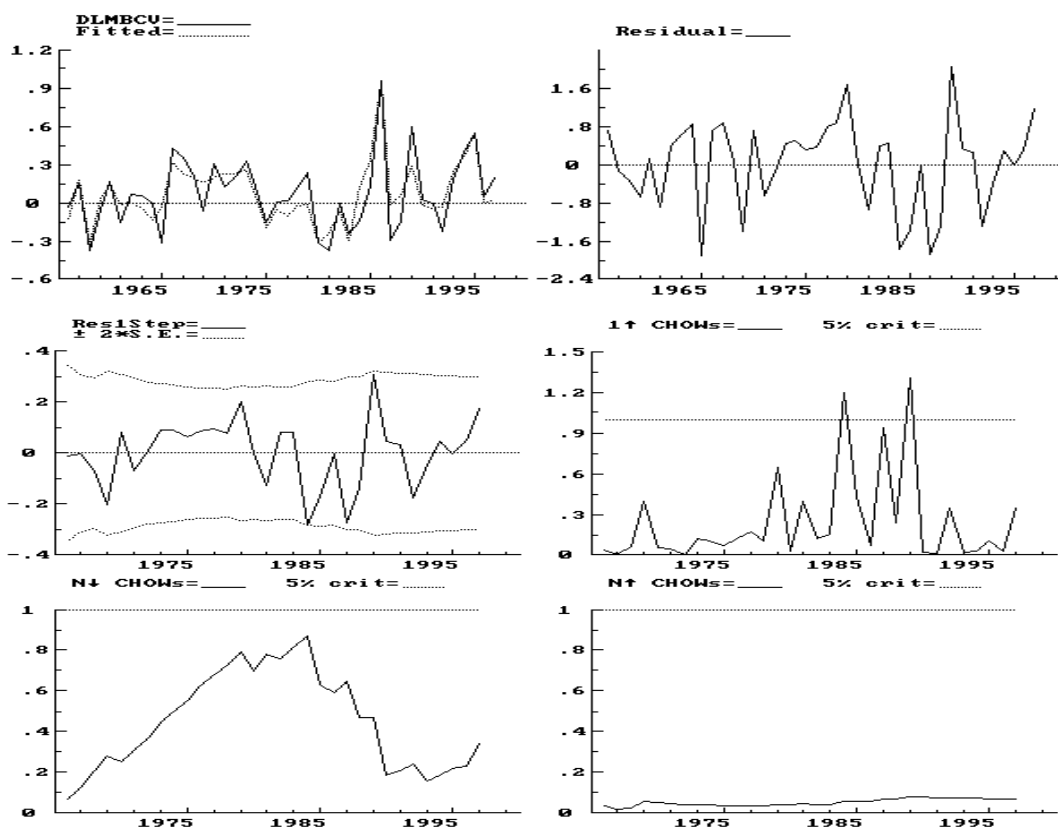 DLMBCV=
Fitted=
1.2
.9
.6
.3
0
-.3
-.6
1965 1975 1985 1995
Residual=
1.6
.8
0
-.8
-1.6
-2.4
1965 1975 1985 1995
Res1Step=
± 2*S.E.=
.4
.2
0
-.2
-.4
1975 1985 1995
1↑ CHOWs= 5% crit=
1.5
1.2
.9
.6
.3
0
1975 1985 1995
N↓ CHOWs= 5% crit=
1
.8
.6
.4
.2
0
1975 1985 1995
N↑ CHOWs= 5% crit=
1
.8
.6
.4
.2
0
1975 1985 1995